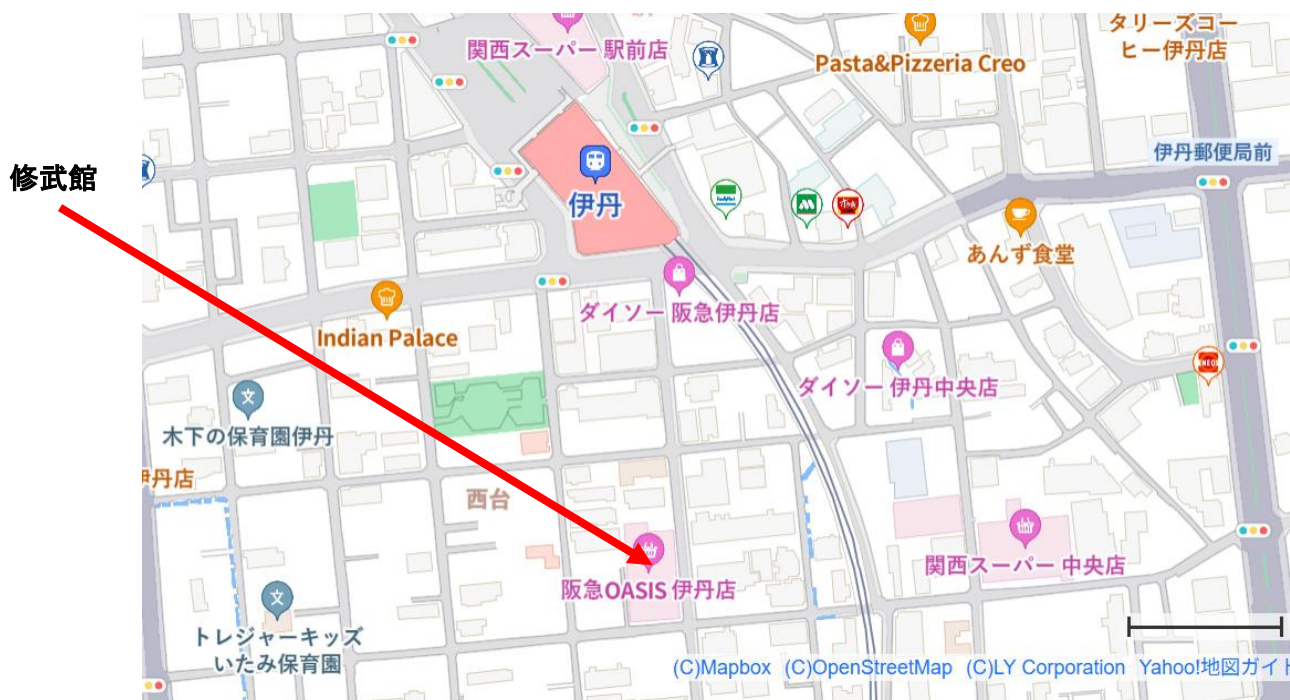 関西スーパー 駅前店
Pasta&Pizzeria Creo
タリーズコー
ヒー伊丹店
伊丹郵便局前
修武館
伊丹
FamilyMart
あんず食堂
ダイソー 阪急伊丹店
Indian Palace
ENEOS
ダイソー 伊丹中央店
文
木下の保育園伊丹
伊丹店
西台
関西スーパー 中央店
阪急OASIS 伊丹店
文
トレジャーキッズ
いたみ保育園
(C)Mapbox (C)OpenStreetMap (C)LY Corporation Yahoo!地図ガイド